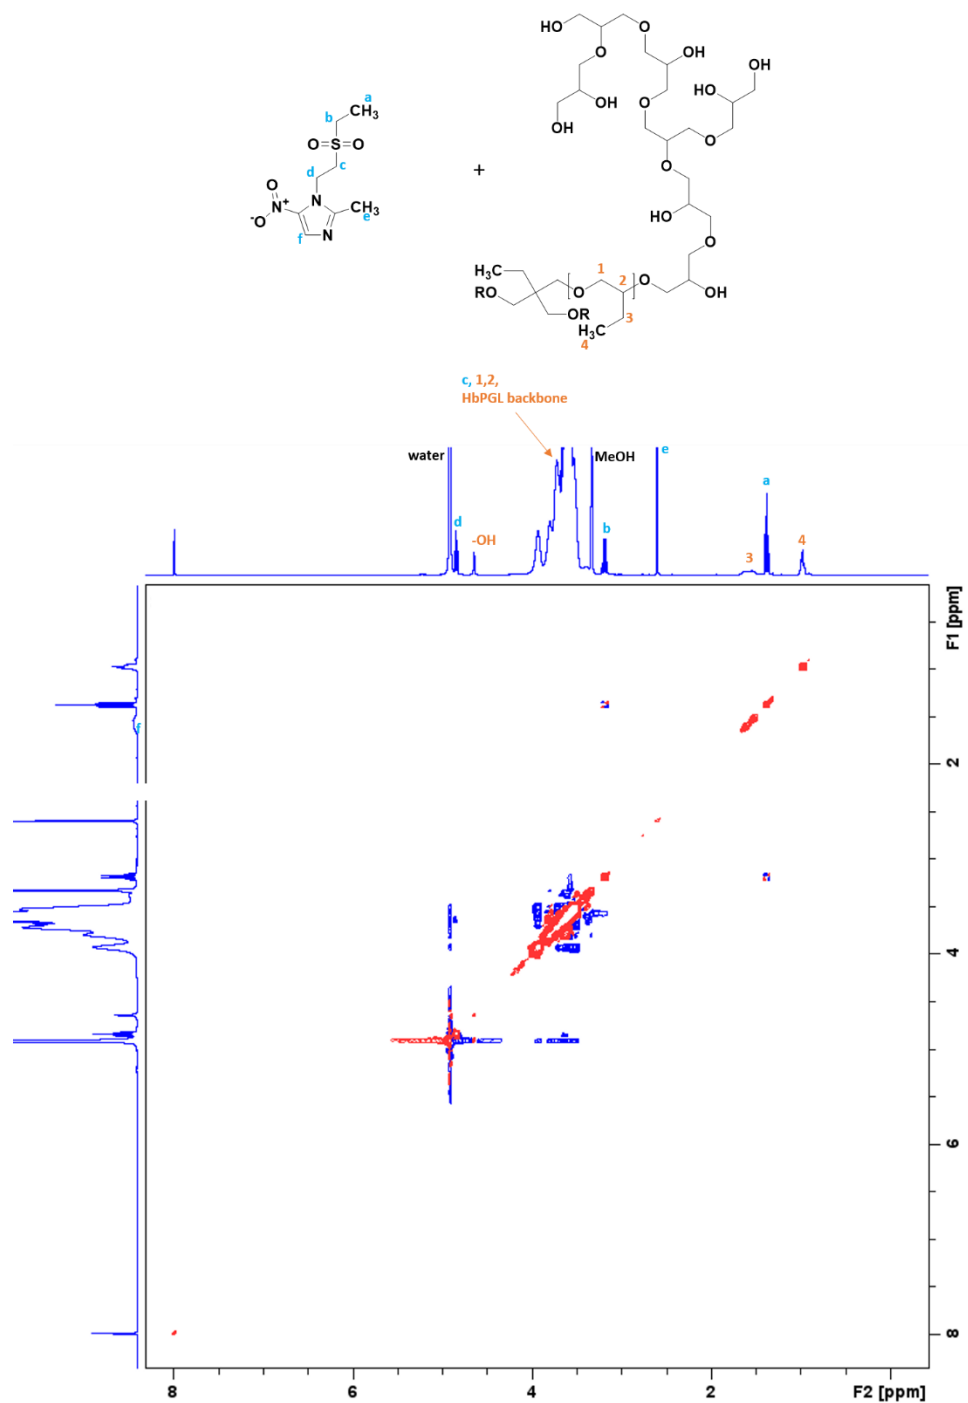 HO O
O OH
OH
OH HO
O O
OH
O
HO
O
H₃C
RO OR
[O 1 2 ] O OH
H₃C 3
4
a
b CH₃
O=S=O
d c
O
N⁺ N CH₃
⁻O e
f N
+
c, 1,2,
HbPGL backbone
water MeOH e
d -OH b a
3 4
f
F1 [ppm]
2
4
6
8
8 6 4 2 F2 [ppm]